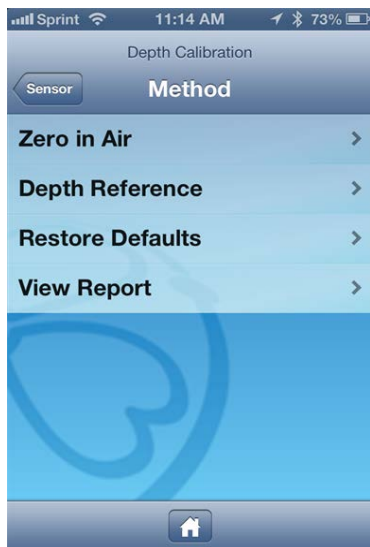 Sprint 11:14 AM 73%
Depth Calibration
Sensor Method
Zero in Air
Depth Reference
Restore Defaults
View Report